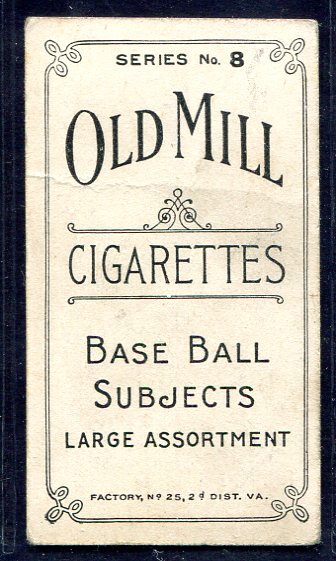 SERIES No. 8
OLD MILL
CIGARETTES
BASE BALL
SUBJECTS
LARGE ASSORTMENT
FACTORY, Nº 25, 2d DIST. VA.